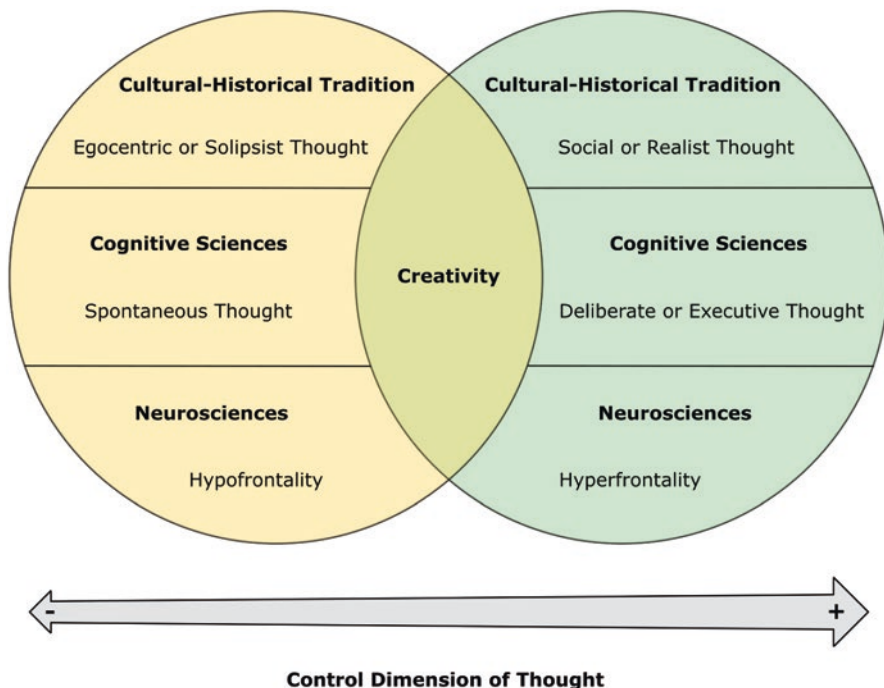 Cultural-Historical Tradition
Egocentric or Solipsist Thought
Cognitive Sciences
Spontaneous Thought
Neurosciences
Hypofrontality
Creativity
Cultural-Historical Tradition
Social or Realist Thought
Cognitive Sciences
Deliberate or Executive Thought
Neurosciences
Hyperfrontality
-
+
Control Dimension of Thought